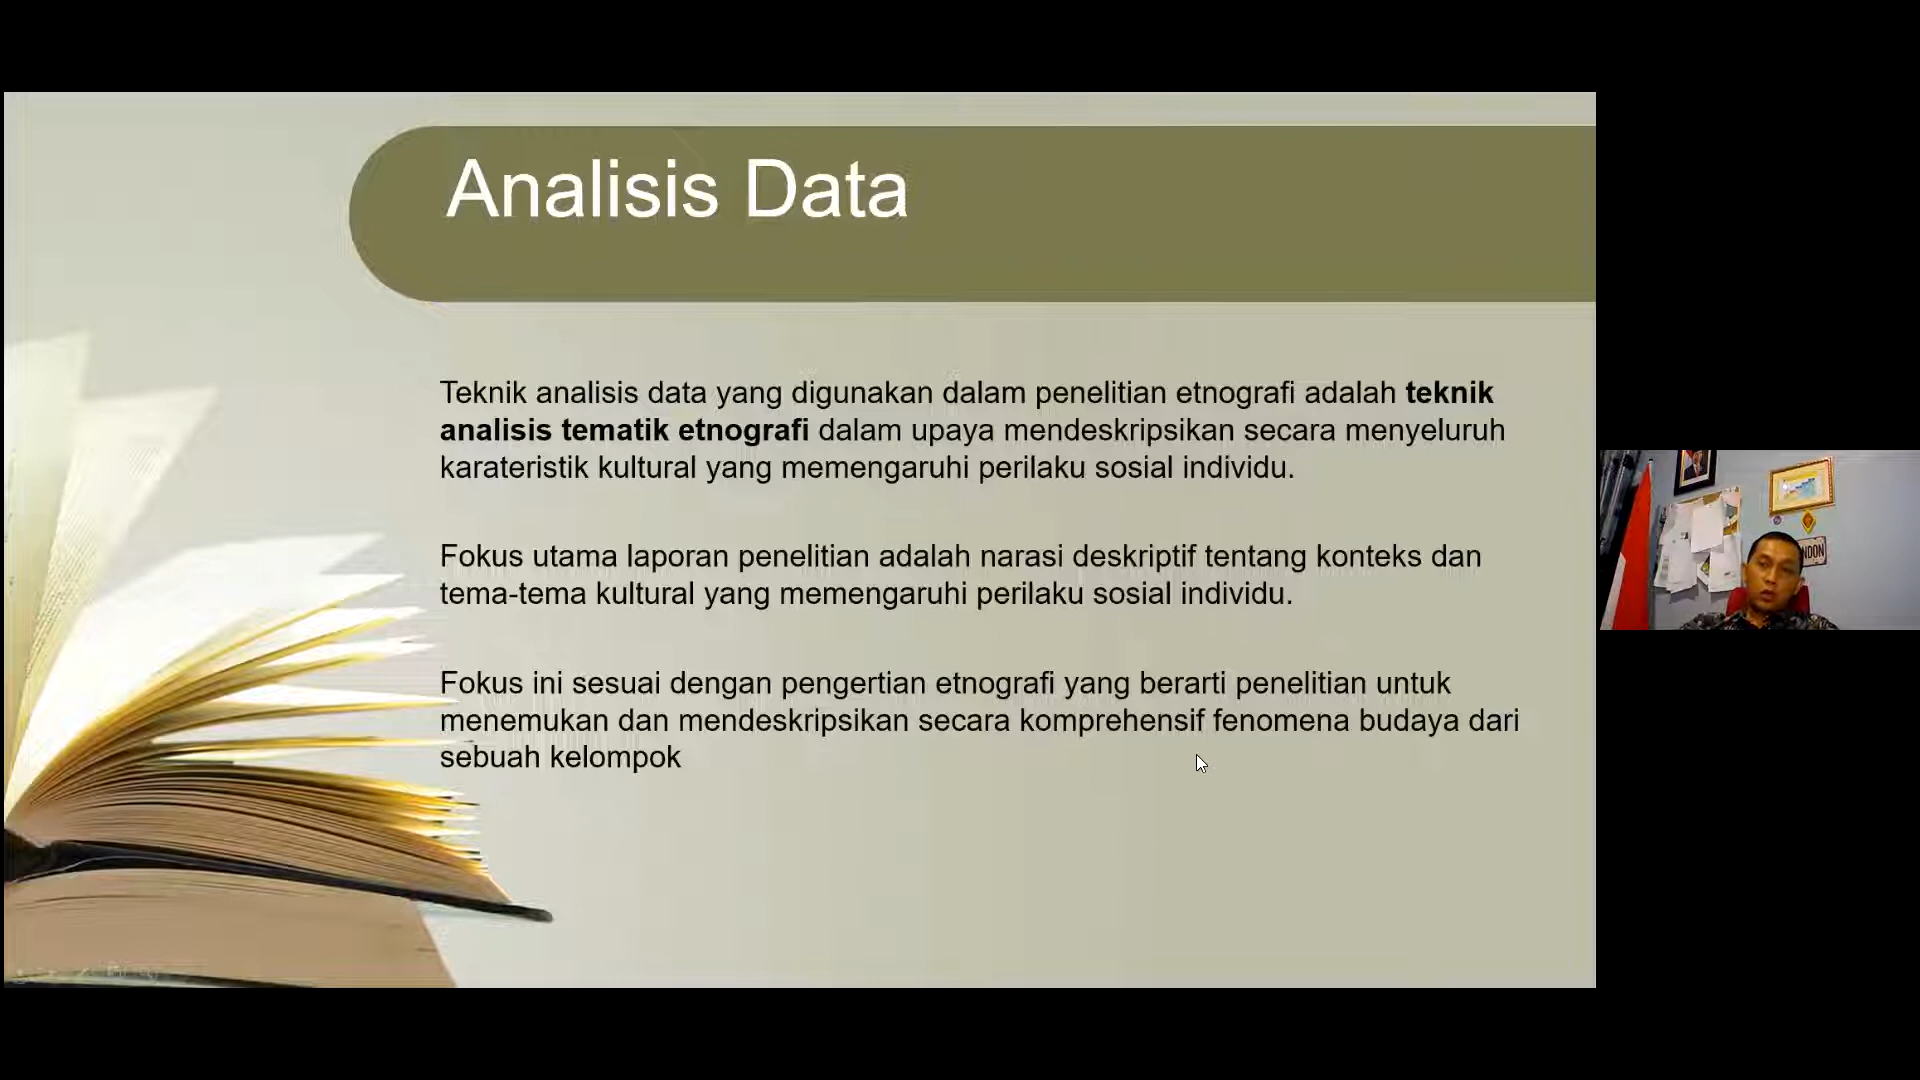 Analisis Data
Teknik analisis data yang digunakan dalam penelitian etnografi adalah teknik
analisis tematik etnografi dalam upaya mendeskripsikan secara menyeluruh
karateristik kultural yang memengaruhi perilaku sosial individu.
Fokus utama laporan penelitian adalah narasi deskriptif tentang konteks dan
tema-tema kultural yang memengaruhi perilaku sosial individu.
Fokus ini sesuai dengan pengertian etnografi yang berarti penelitian untuk
menemukan dan mendeskripsikan secara komprehensif fenomena budaya dari
sebuah kelompok
NDON